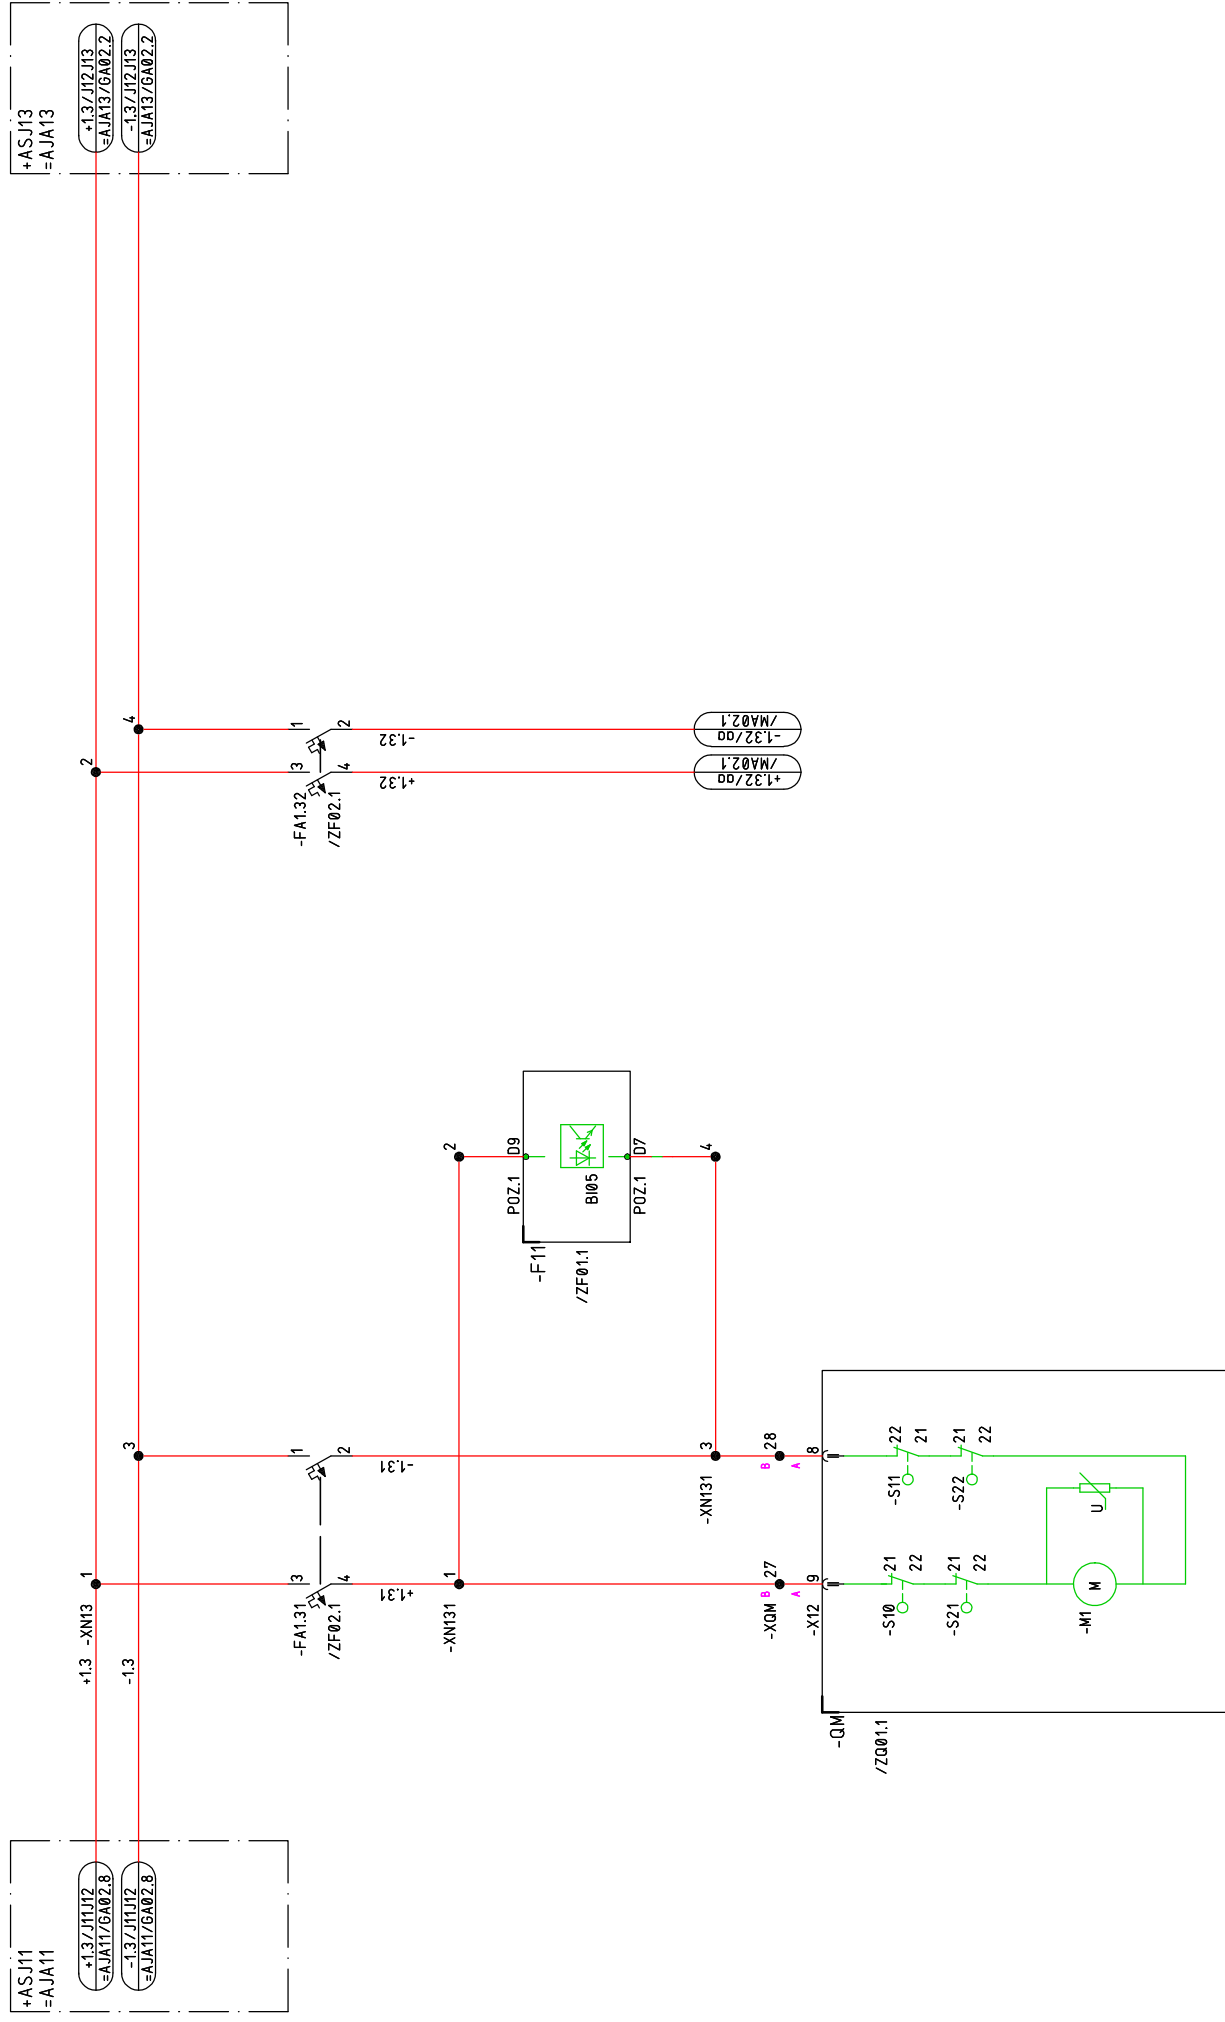 +ASJ11
=AJA11
+1.3/J11J12
=AJA11/GA02.8
-1.3/J11J12
=AJA11/GA02.8
+1.3
-XN13
1
2
-1.3
3
4
+ASJ13
=AJA13
+1.3/J12J13
=AJA13/GA02.2
-1.3/J12J13
=AJA13/GA02.2
-FA1.31
/ZF02.1
3
4
1
2
+1.31
-1.31
-FA1.32
/ZF02.1
3
4
1
2
+1.32
-1.32
+1.32/aa
/MA02.1
-1.32/aa
/MA02.1
-XN131
1
2
-F11
/ZF01.1
POZ.1
D9
BI05
POZ.1
D7
-XN131
3
4
-XQM
B
27
A
B
28
A
-X12
9
8
-QM
/ZQ01.1
-S10
21
22
-S11
22
21
-S21
21
22
-S22
21
22
-M1
M
U